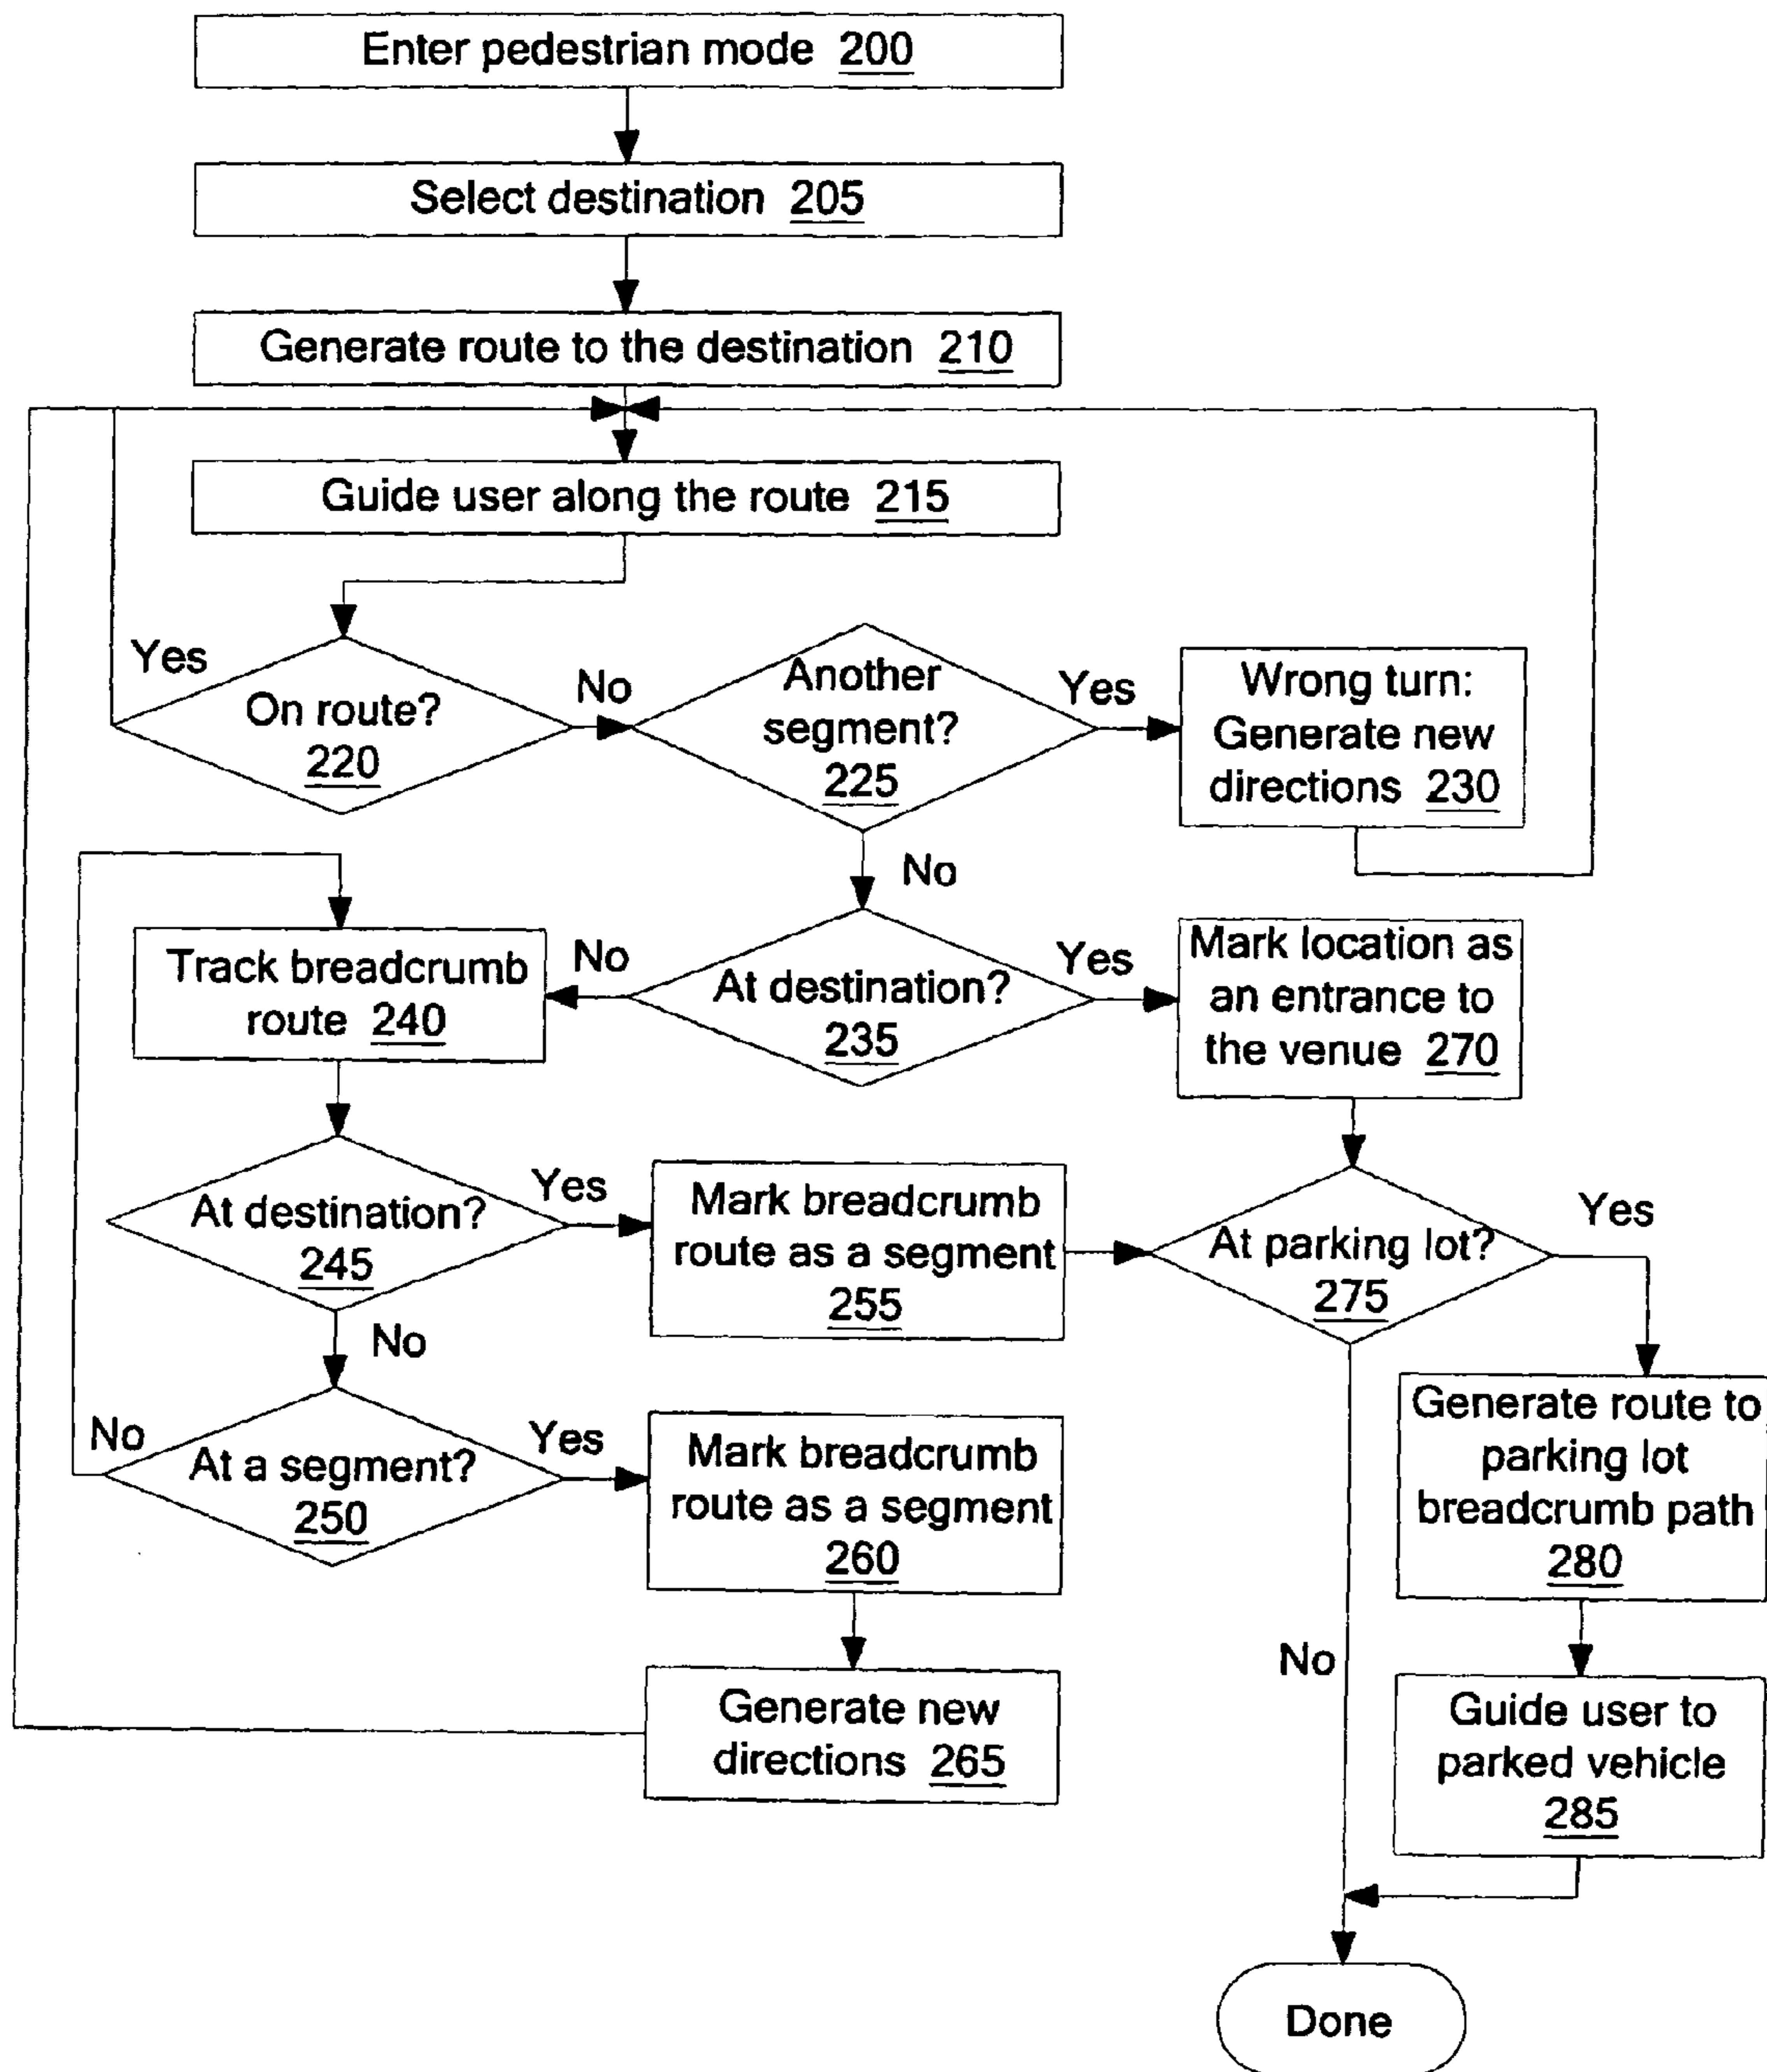 Enter pedestrian mode 200
Select destination 205
Generate route to the destination 210
Guide user along the route 215
Yes
On route?
220
No
Another
segment?
225
Yes
Wrong turn:
Generate new
directions 230
No
Track breadcrumb
route 240
No
At destination?
235
Yes
Mark location as
an entrance to
the venue 270
At destination?
245
Yes
Mark breadcrumb
route as a segment
255
At parking lot?
275
Yes
No
No
At a segment?
250
Yes
Mark breadcrumb
route as a segment
260
Generate route to
parking lot
breadcrumb path
280
No
Generate new
directions 265
Guide user to
parked vehicle
285
Done